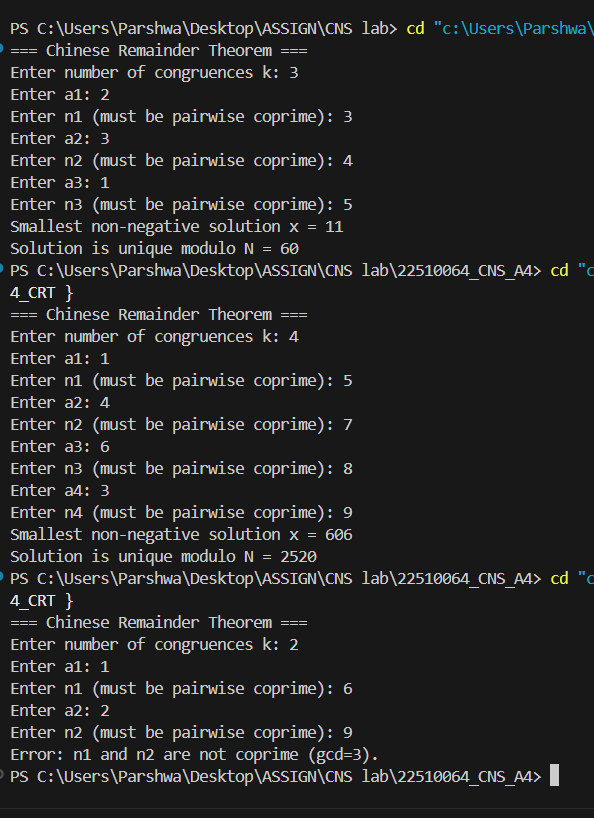 PS C:\Users\Parshwa\Desktop\ASSIGN\CNS lab> cd "c:\Users\Parshwa\
=== Chinese Remainder Theorem ===
Enter number of congruences k: 3
Enter a1: 2
Enter n1 (must be pairwise coprime): 3
Enter a2: 3
Enter n2 (must be pairwise coprime): 4
Enter a3: 1
Enter n3 (must be pairwise coprime): 5
Smallest non-negative solution x = 11
Solution is unique modulo N = 60
PS C:\Users\Parshwa\Desktop\ASSIGN\CNS lab\22510064_CNS_A4> cd "c
4_CRT }
=== Chinese Remainder Theorem ===
Enter number of congruences k: 4
Enter a1: 1
Enter n1 (must be pairwise coprime): 5
Enter a2: 4
Enter n2 (must be pairwise coprime): 7
Enter a3: 6
Enter n3 (must be pairwise coprime): 8
Enter a4: 3
Enter n4 (must be pairwise coprime): 9
Smallest non-negative solution x = 606
Solution is unique modulo N = 2520
PS C:\Users\Parshwa\Desktop\ASSIGN\CNS lab\22510064_CNS_A4> cd "c
4_CRT }
=== Chinese Remainder Theorem ===
Enter number of congruences k: 2
Enter a1: 1
Enter n1 (must be pairwise coprime): 6
Enter a2: 2
Enter n2 (must be pairwise coprime): 9
Error: n1 and n2 are not coprime (gcd=3).
PS C:\Users\Parshwa\Desktop\ASSIGN\CNS lab\22510064_CNS_A4>